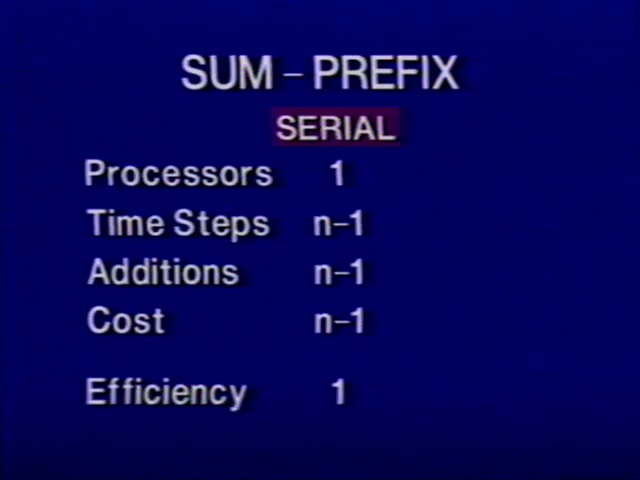 SUM – PREFIX
SERIAL
Processors 1
Time Steps n–1
Additions n–1
Cost n–1
Efficiency 1